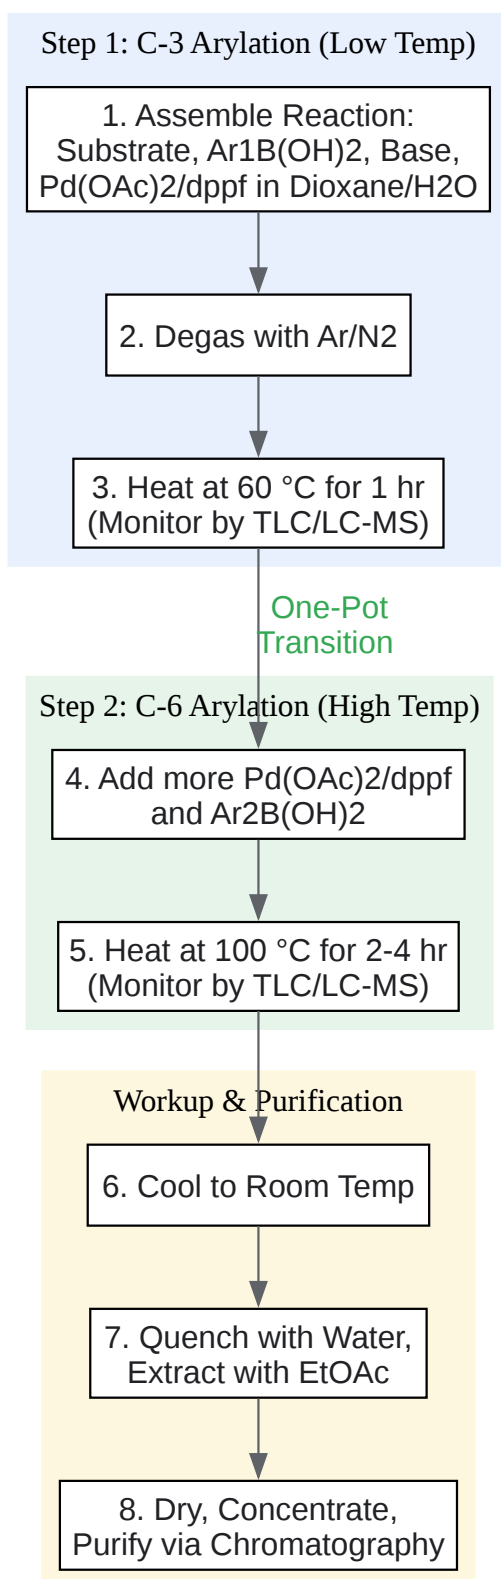 Step 1: C-3 Arylation (Low Temp)
1. Assemble Reaction:
Substrate, Ar1B(OH)2, Base,
Pd(OAc)2/dppf in Dioxane/H2O
2. Degas with Ar/N2
3. Heat at 60 °C for 1 hr
(Monitor by TLC/LC-MS)
One-Pot
Transition
Step 2: C-6 Arylation (High Temp)
4. Add more Pd(OAc)2/dppf
and Ar2B(OH)2
5. Heat at 100 °C for 2-4 hr
(Monitor by TLC/LC-MS)
Workup & Purification
6. Cool to Room Temp
7. Quench with Water,
Extract with EtOAc
8. Dry, Concentrate,
Purify via Chromatography